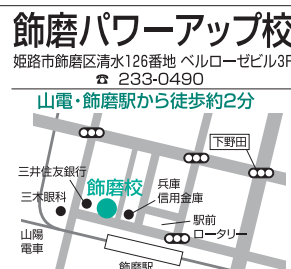 飾磨パワーアップ校
姫路市飾磨区清水126番地 ベルローゼビル3F
☎ 233-0490
山電・飾磨駅から徒歩約2分
下野田
三井住友銀行
三木眼科
飾磨校
兵庫
信用金庫
駅前
ロータリー
山陽
電車
飾磨駅